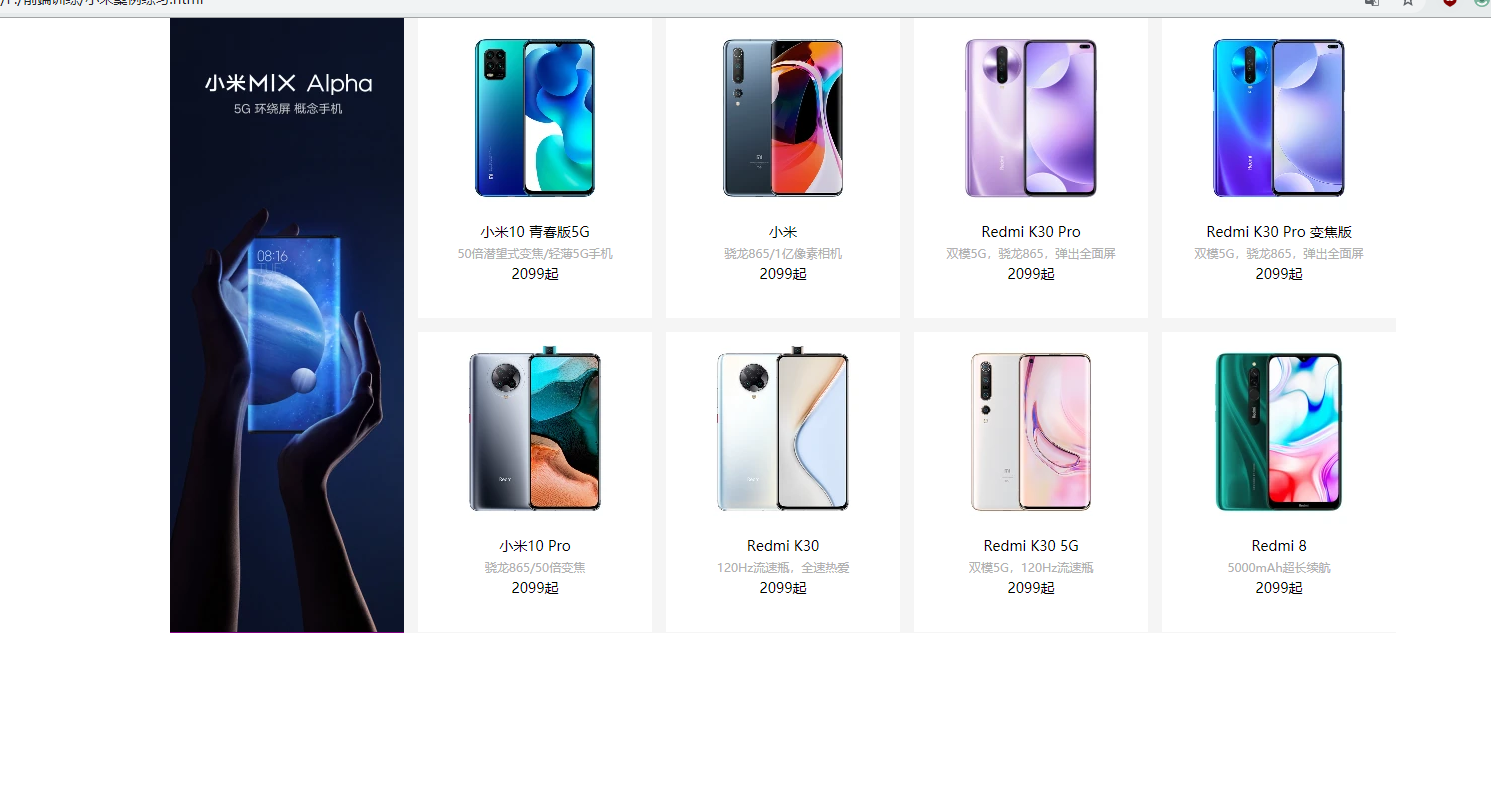 小米MIX Alpha
5G 环绕屏 概念手机
08:16
TUE
小米10 青春版5G
50倍潜望式变焦/轻薄5G手机
2099起
小米
骁龙865/1亿像素相机
2099起
Redmi K30 Pro
双模5G，骁龙865，弹出全面屏
2099起
Redmi K30 Pro 变焦版
双模5G，骁龙865，弹出全面屏
2099起
小米10 Pro
骁龙865/50倍变焦
2099起
Redmi K30
120Hz流速瓶，全速热爱
2099起
Redmi K30 5G
双模5G，120Hz流速瓶
2099起
Redmi 8
5000mAh超长续航
2099起